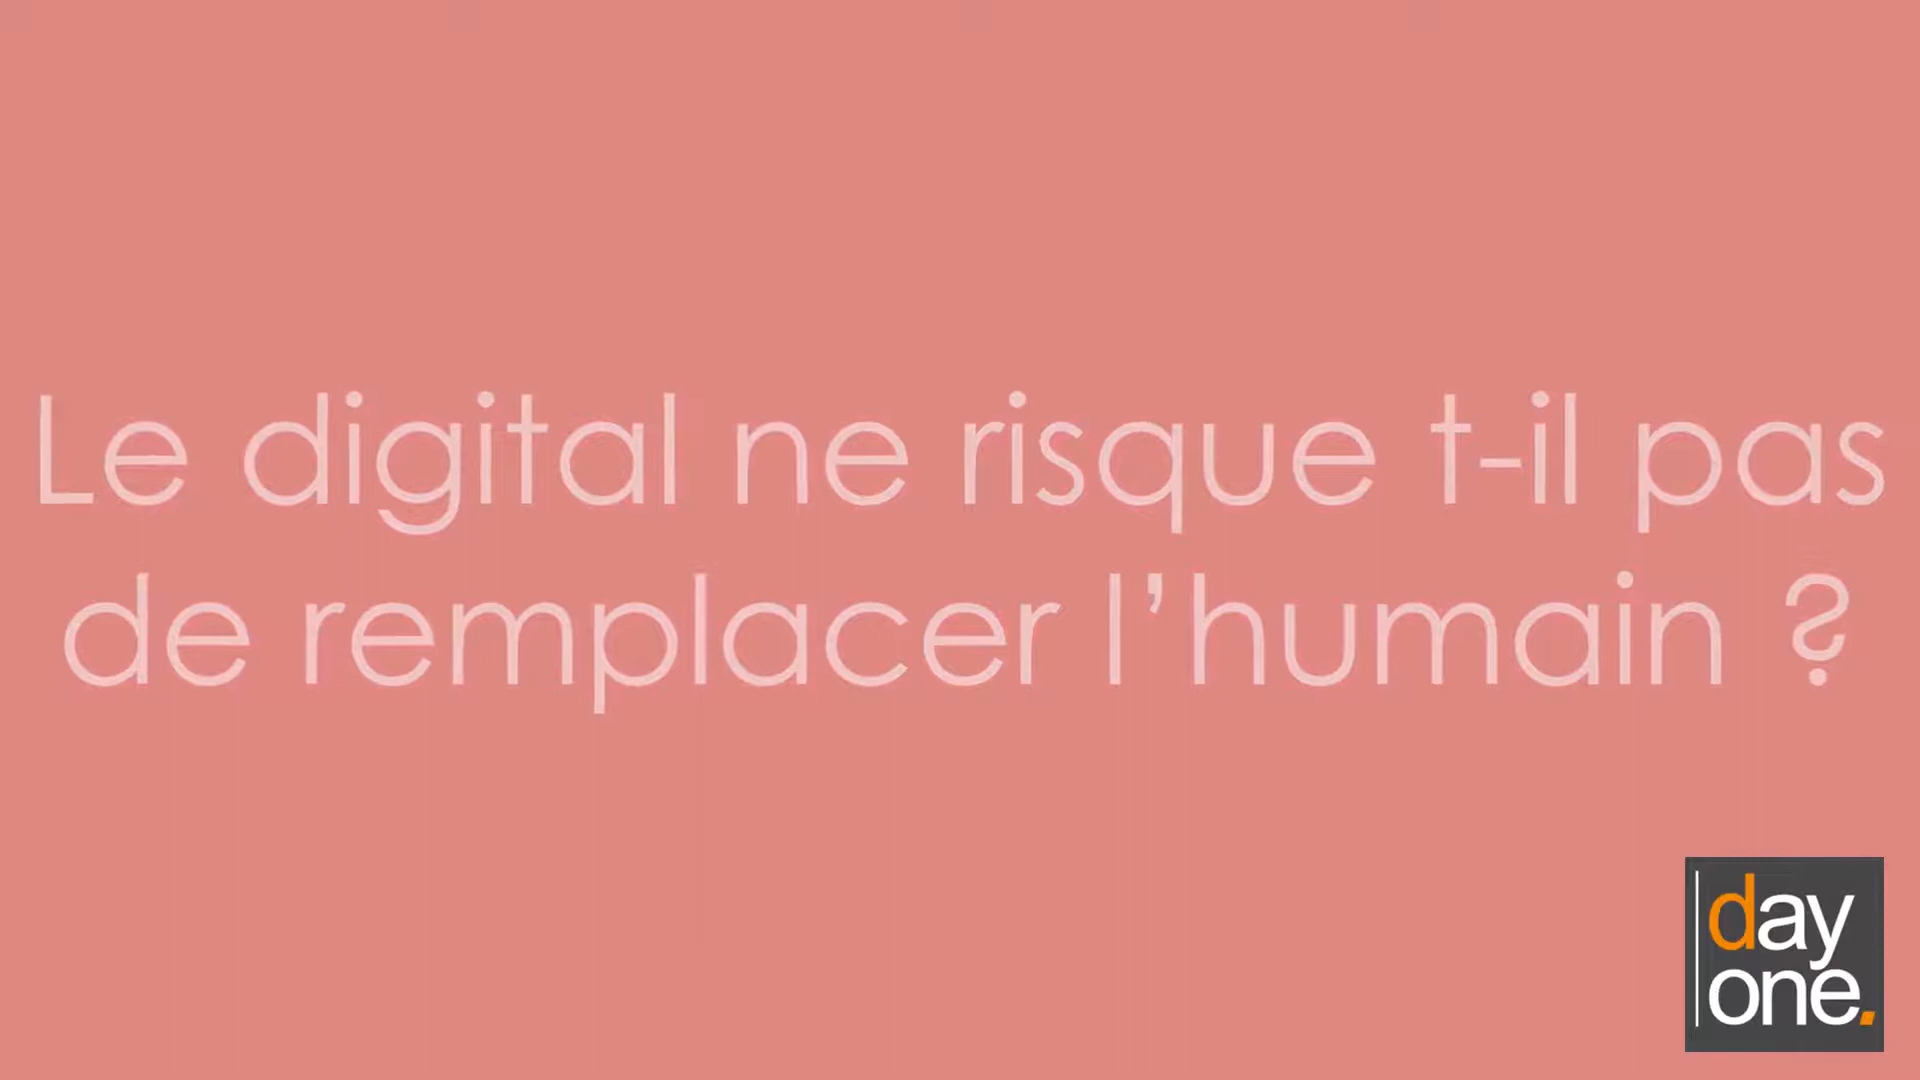 Le digital ne risque t-il pas
de remplacer l’humain ?
day
one.